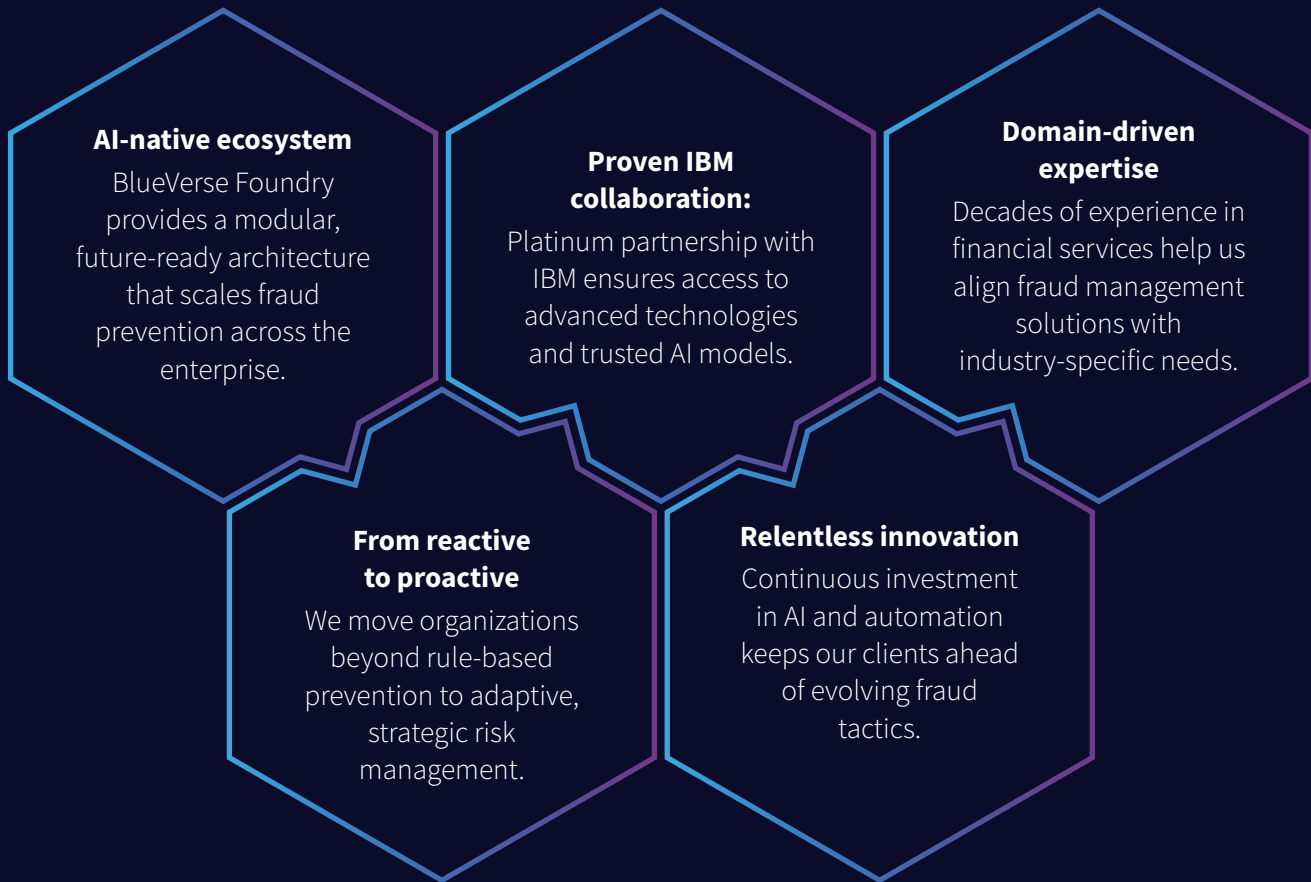 AI-native ecosystem
BlueVerse Foundry
provides a modular,
future-ready architecture
that scales fraud
prevention across the
enterprise.
Proven IBM
collaboration:
Platinum partnership with
IBM ensures access to
advanced technologies
and trusted AI models.
Domain-driven
expertise
Decades of experience in
financial services help us
align fraud management
solutions with
industry-specific needs.
From reactive
to proactive
We move organizations
beyond rule-based
prevention to adaptive,
strategic risk
management.
Relentless innovation
Continuous investment
in AI and automation
keeps our clients ahead
of evolving fraud
tactics.